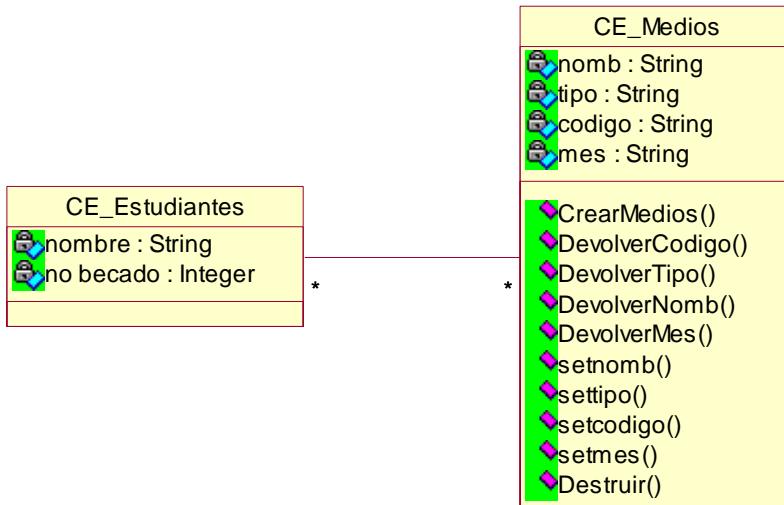 CE_Medios
nomb : String
tipo : String
codigo : String
mes : String
CE_Estudiantes
nombre : String
no becado : Integer
*
*
CrearMedios()
DevolverCodigo()
DevolverTipo()
DevolverNomb()
DevolverMes()
setnomb()
settipo()
setcodigo()
setmes()
Destruir()